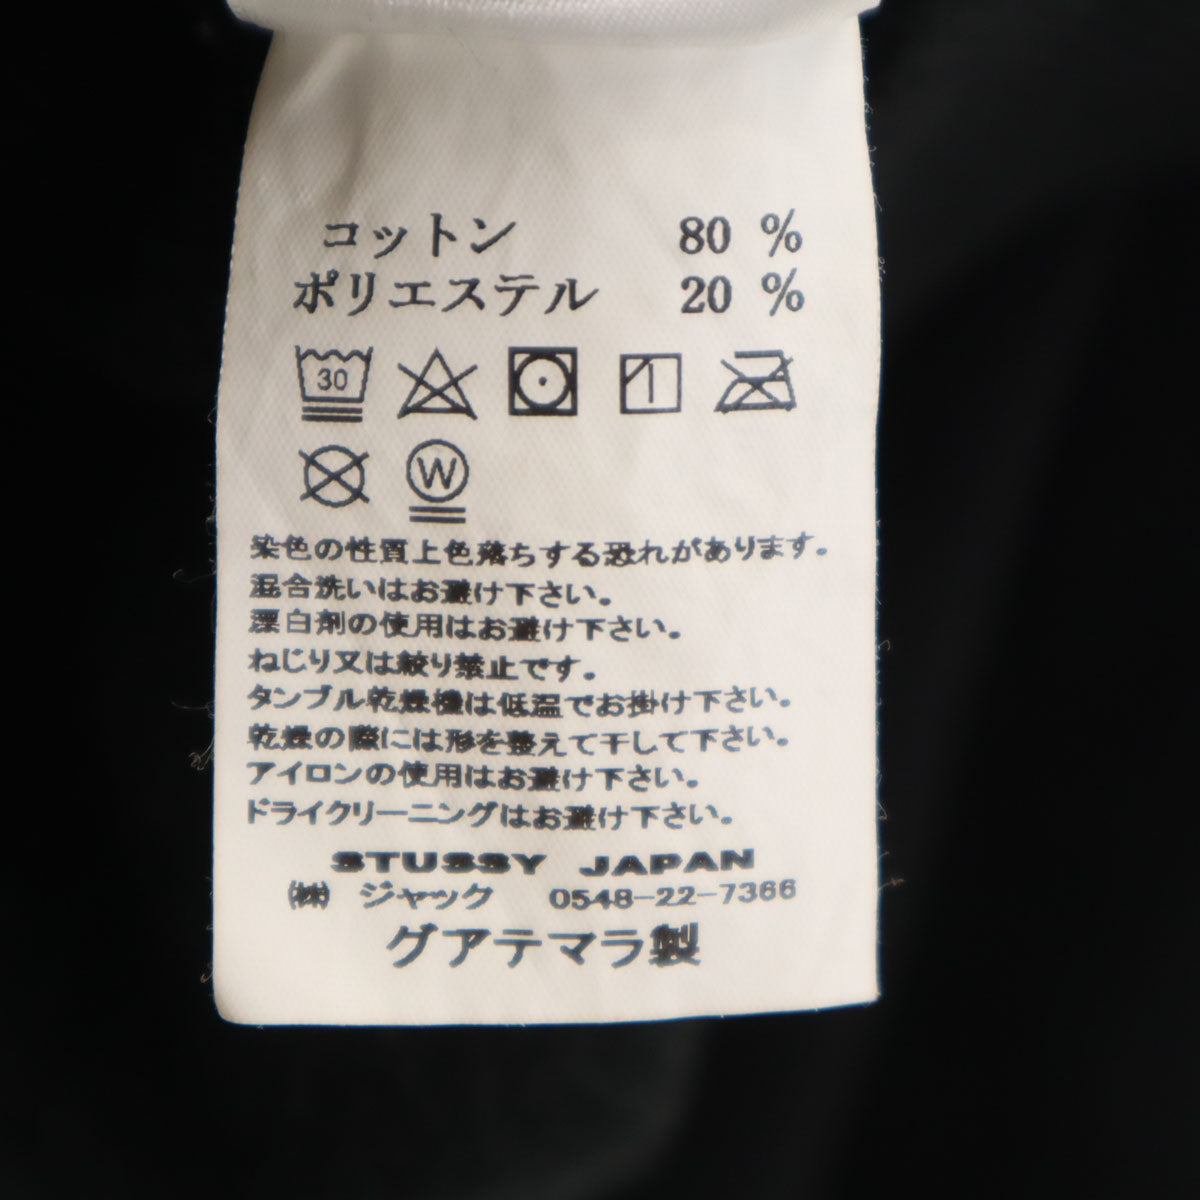 コットン 80 %
ポリエステル 20 %
30
W
染色の性質上色落ちする恐れがあります。
混合洗いはお避け下さい。
漂白剤の使用はお避け下さい。
ねじり又は絞り禁止です。
タンブル乾燥機は低温でお掛け下さい。
乾燥の際には形を整えて干して下さい。
アイロンの使用はお避け下さい。
ドライクリーニングはお避け下さい。
STUSSY JAPAN
㈱ ジャック 0548-22-7366
グアテマラ製